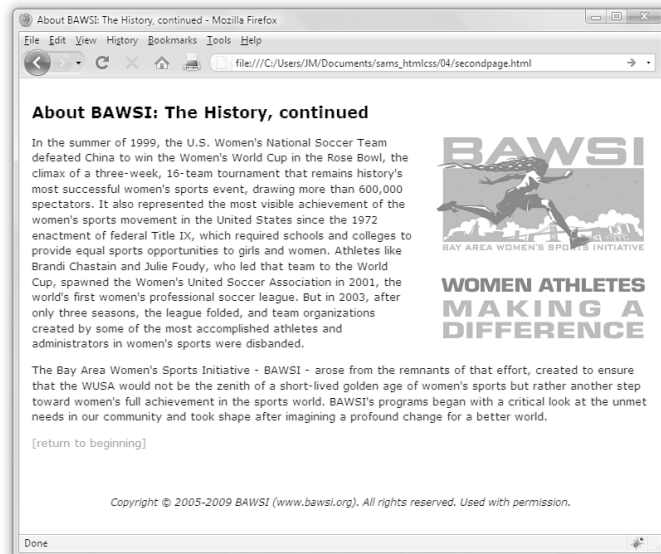 About BAWSI: The History, continued - Mozilla Firefox
File Edit View History Bookmarks Tools Help
file:///C:/Users/JM/Documents/sams_htmlcss/04/secondpage.html
About BAWSI: The History, continued
In the summer of 1999, the U.S. Women's National Soccer Team
defeated China to win the Women's World Cup in the Rose Bowl, the
climax of a three-week, 16-team tournament that remains history's
most successful women's sports event, drawing more than 600,000
spectators. It also represented the most visible achievement of the
women's sports movement in the United States since the 1972
enactment of federal Title IX, which required schools and colleges to
provide equal sports opportunities to girls and women. Athletes like
Brandi Chastain and Julie Foudy, who led that team to the World
Cup, spawned the Women's United Soccer Association in 2001, the
world's first women's professional soccer league. But in 2003, after
only three seasons, the league folded, and team organizations
created by some of the most accomplished athletes and
administrators in women's sports were disbanded.
BAWSI
BAY AREA WOMEN'S SPORTS INITIATIVE
WOMEN ATHLETES
MAKING A
DIFFERENCE
The Bay Area Women's Sports Initiative - BAWSI - arose from the remnants of that effort, created to ensure
that the WUSA would not be the zenith of a short-lived golden age of women's sports but rather another step
toward women's full achievement in the sports world. BAWSI's programs began with a critical look at the unmet
needs in our community and took shape after imagining a profound change for a better world.
[return to beginning]
Copyright © 2005-2009 BAWSI (www.bawsi.org). All rights reserved. Used with permission.
Done